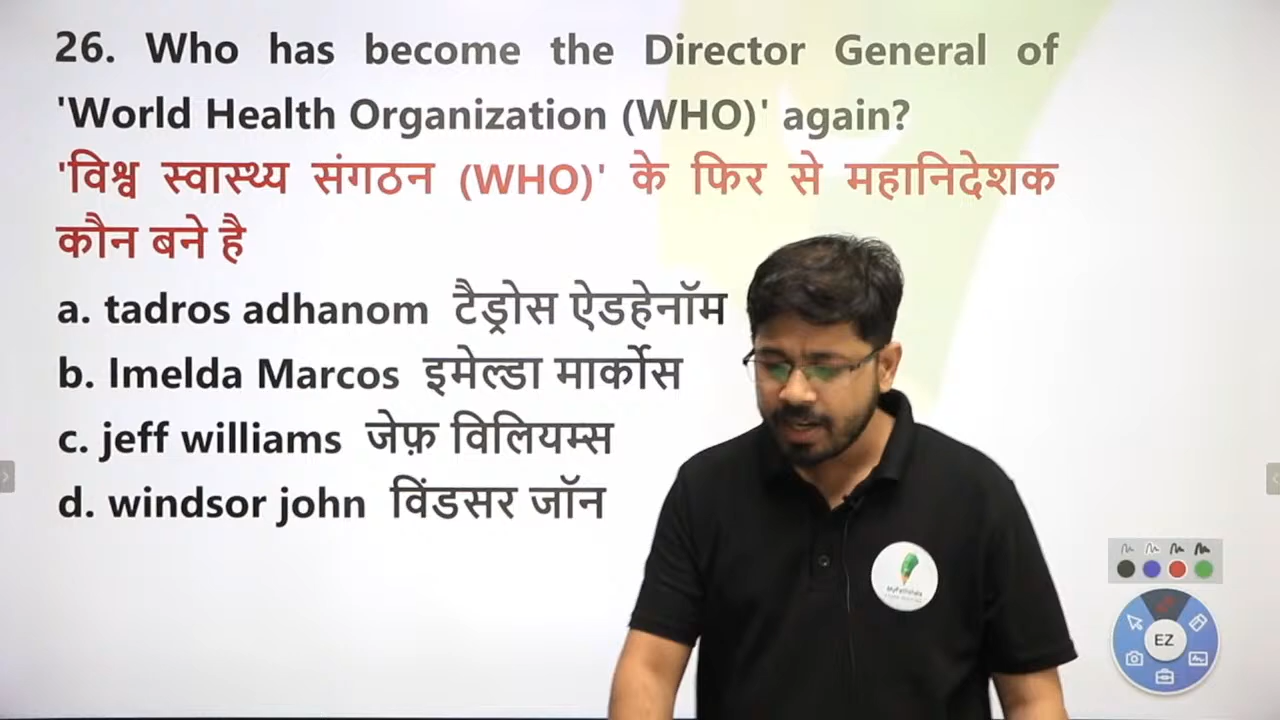 26. Who has become the Director General of
'World Health Organization (WHO)' again?
'विश्व स्वास्थ्य संगठन (WHO)' के फिर से महानिदेशक
कौन बने है
a. tadros adhanom टैड्रोस ऐडहेनॉम
b. Imelda Marcos इमेल्डा मार्कोस
c. jeff williams जेफ़ विलियम्स
d. windsor john विंडसर जॉन
MyPathshala
EZ